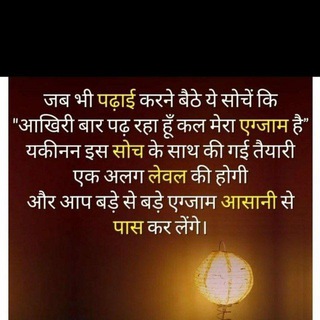 जब भी पढ़ाई करने बैठे ये सोचें कि
"आखिरी बार पढ़ रहा हूँ कल मेरा एग्जाम है"
यकीनन इस सोच के साथ की गई तैयारी
एक अलग लेवल की होगी
और आप बड़े से बड़े एग्जाम आसानी से
पास कर लेंगे।